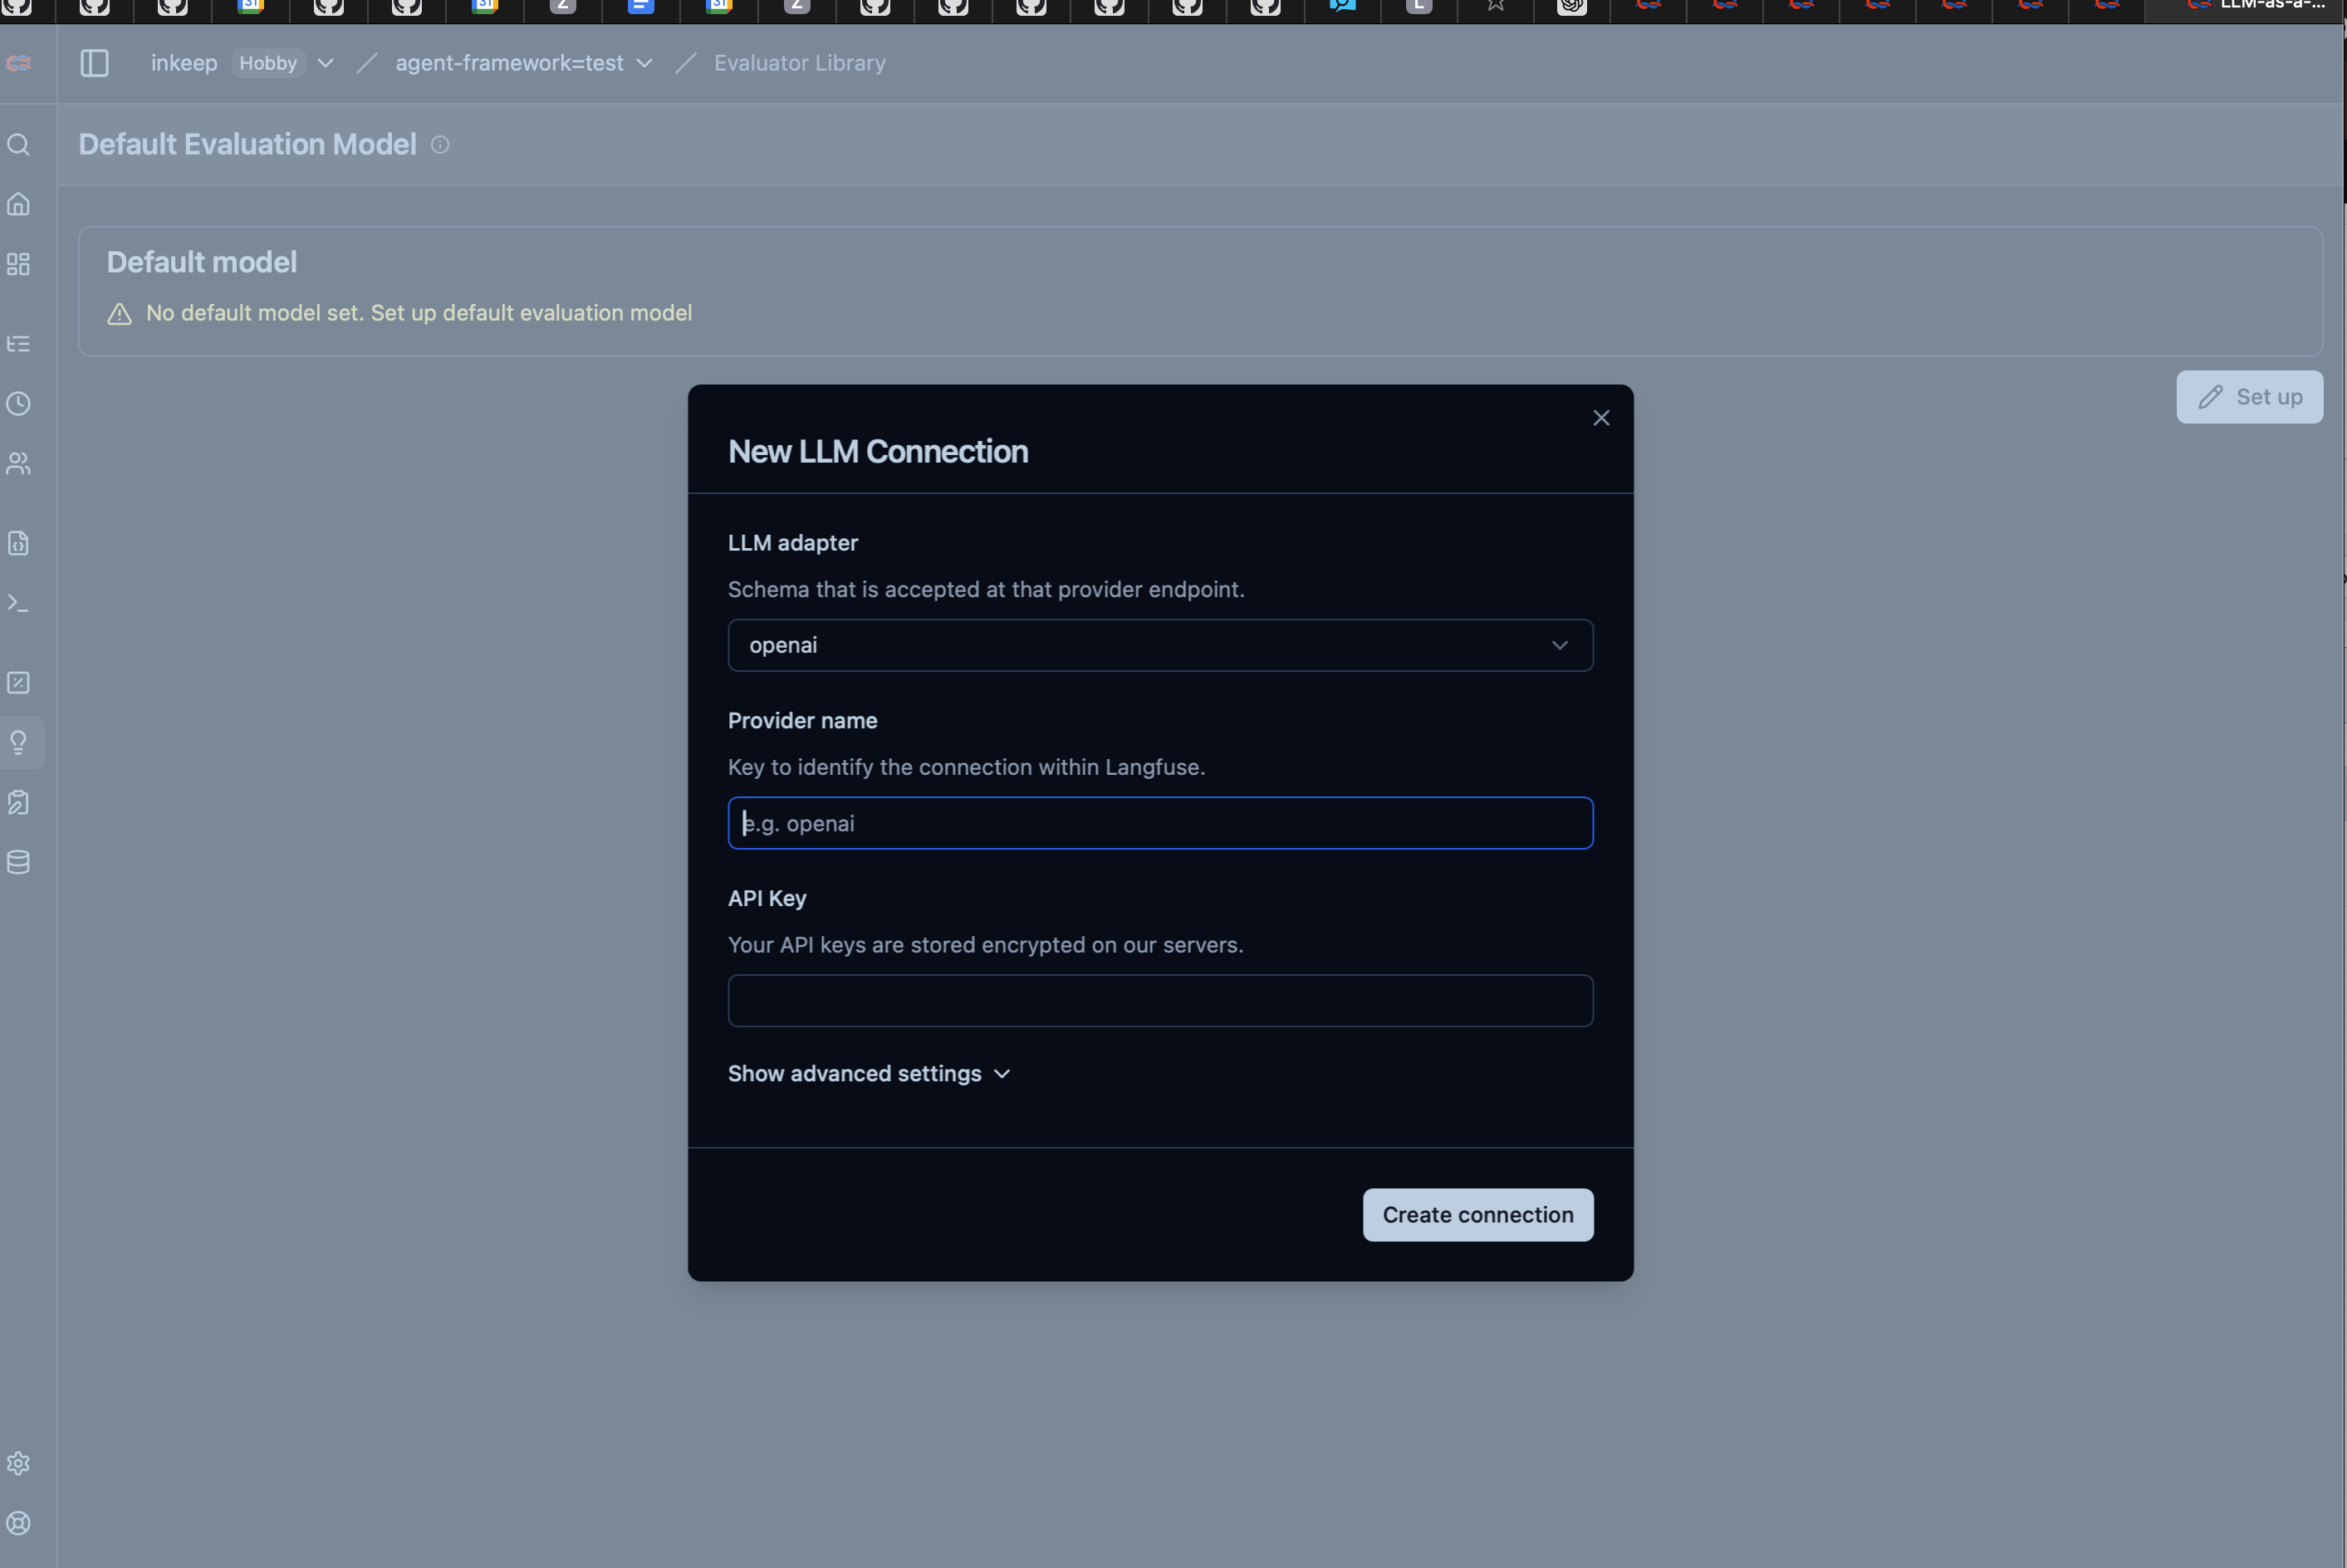 LLM-as-a-...
inkeep Hobby agent-framework=test Evaluator Library
Default Evaluation Model
Default model
No default model set. Set up default evaluation model
Set up
New LLM Connection
LLM adapter
Schema that is accepted at that provider endpoint.
openai
Provider name
Key to identify the connection within Langfuse.
e.g. openai
API Key
Your API keys are stored encrypted on our servers.
Show advanced settings
Create connection